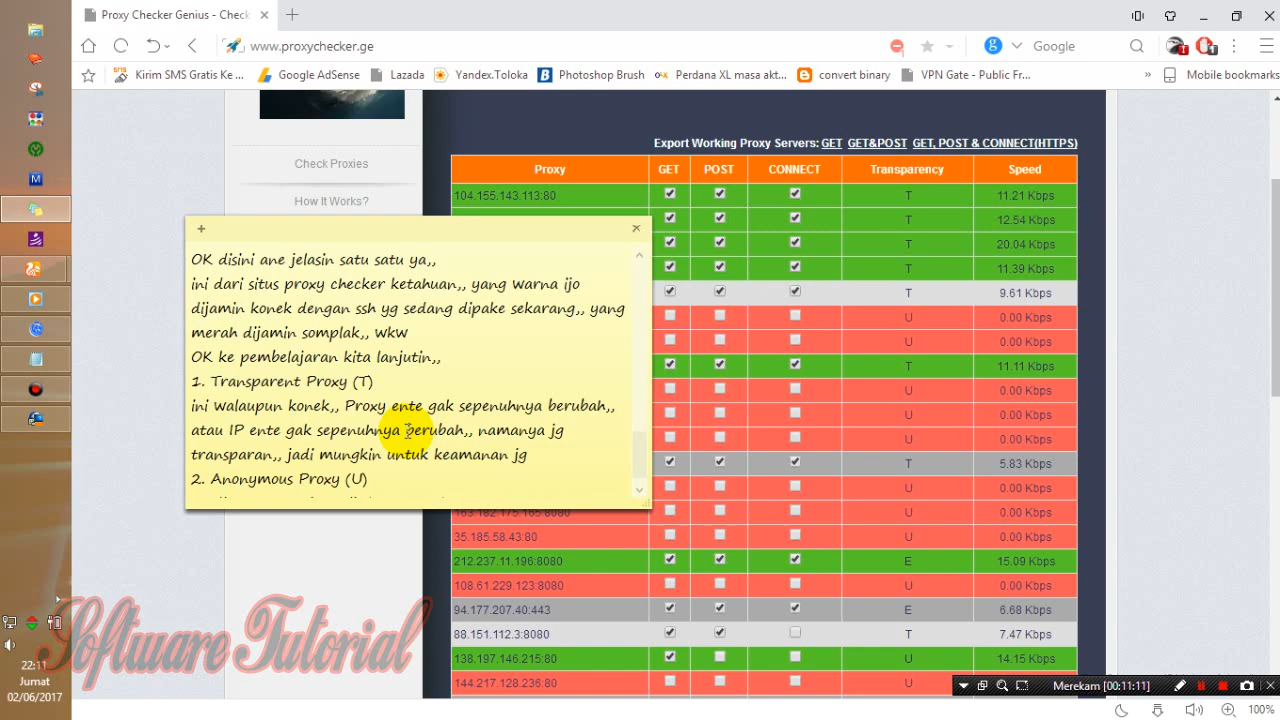 Proxy Checker Genius - Check
www.proxychecker.ge
Google
Kirim SMS Gratis Ke ...
Google AdSense
Lazada
Yandex.Toloka
Photoshop Brush
Perdana XL masa akt...
convert binary
VPN Gate - Public Fr...
»
Mobile bookmarks
Check Proxies
How It Works?
Export Working Proxy Servers: GET GET&POST GET, POST & CONNECT(HTTPS)
Proxy GET POST CONNECT Transparency Speed
104.155.143.113:80 T 11.21 Kbps
T 12.54 Kbps
T 20.04 Kbps
T 11.39 Kbps
T 9.61 Kbps
U 0.00 Kbps
U 0.00 Kbps
T 11.11 Kbps
U 0.00 Kbps
U 0.00 Kbps
U 0.00 Kbps
T 5.83 Kbps
U 0.00 Kbps
163.182.175.165:8080 U 0.00 Kbps
35.185.58.43:80 U 0.00 Kbps
212.237.11.196:8080 E 15.09 Kbps
108.61.229.123:8080 U 0.00 Kbps
94.177.207.40:443 E 6.68 Kbps
88.151.112.3:8080 T 7.47 Kbps
138.197.146.215:80 U 14.15 Kbps
144.217.128.236:80 U
OK disini ane jelasin satu satu ya,,
ini dari situs proxy checker ketahuan,, yang warna ijo
dijamin konek dengan ssh yg sedang dipake sekarang,, yang
merah dijamin somplak,, wkw
OK ke pembelajaran kita lanjutin,,
1. Transparent Proxy (T)
ini walaupun konek,, Proxy ente gak sepenuhnya berubah,,
atau IP ente gak sepenuhnya berubah,, namanya jg
transparan,, jadi mungkin untuk keamanan jg
2. Anonymous Proxy (U)
Software Tutorial
22:11
Jumat
02/06/2017
Merekam [00:11:11]
100%